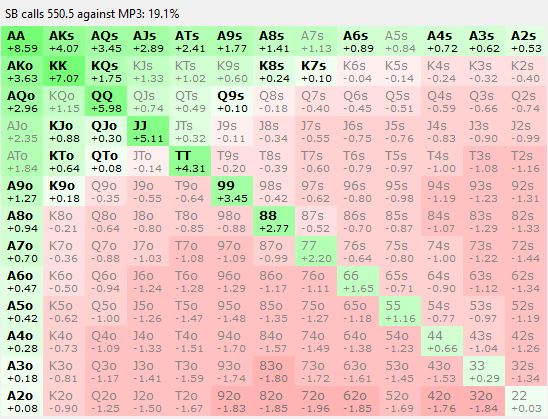 SB calls 550.5 against MP3: 19.1%
AA AKs AQs AJs ATs A9s A8s A7s A6s A5s A4s A3s A2s
+8.59 +4.07 +3.45 +2.89 +2.41 +1.77 +1.41 +1.13 +0.89 +0.84 +0.72 +0.62 +0.53
AKo KK KQs KJs KTs K9s K8s K7s K6s K5s K4s K3s K2s
+3.63 +7.07 +1.75 +1.33 +1.02 +0.60 +0.24 +0.10 -0.04 -0.14 -0.24 -0.32 -0.40
AQo KQo QQ QJs QTs Q9s Q8s Q7s Q6s Q5s Q4s Q3s Q2s
+2.96 +1.15 +5.98 +0.74 +0.49 +0.10 -0.18 -0.40 -0.45 -0.51 -0.59 -0.66 -0.74
AJo KJo QJo JJ JTs J9s J8s J7s J6s J5s J4s J3s J2s
+2.35 +0.88 +0.30 +5.11 +0.32 -0.11 -0.34 -0.55 -0.75 -0.76 -0.83 -0.90 -0.99
ATo KTo QTo JTo TT T9s T8s T7s T6s T5s T4s T3s T2s
+1.84 +0.64 +0.08 -0.14 +4.31 -0.20 -0.39 -0.60 -0.79 -0.97 -1.00 -1.08 -1.16
A9o K9o Q9o J9o T9o 99 98s 97s 96s 95s 94s 93s 92s
+1.27 +0.18 -0.35 -0.55 -0.64 +3.45 -0.42 -0.62 -0.80 -0.98 -1.19 -1.23 -1.31
A8o K8o Q8o J8o T8o 98o 88 87s 86s 85s 84s 83s 82s
+0.94 -0.21 -0.64 -0.80 -0.85 -0.88 +2.77 -0.52 -0.70 -0.87 -1.07 -1.29 -1.33
A7o K7o Q7o J7o T7o 97o 87o 77 76s 75s 74s 73s 72s
+0.70 -0.36 -0.88 -1.03 -1.08 -1.09 -0.99 +2.20 -0.64 -0.80 -1.00 -1.22 -1.44
A6o K6o Q6o J6o T6o 96o 86o 76o 66 65s 64s 63s 62s
+0.47 -0.50 -0.94 -1.24 -1.28 -1.29 -1.17 -1.11 +1.65 -0.71 -0.90 -1.12 -1.34
A5o K5o Q5o J5o T5o 95o 85o 75o 65o 55 54s 53s 52s
+0.42 -0.62 -1.00 -1.26 -1.47 -1.48 -1.35 -1.27 -1.18 +1.16 -0.77 -0.97 -1.19
A4o K4o Q4o J4o T4o 94o 84o 74o 64o 54o 44 43s 42s
+0.28 -0.73 -1.09 -1.33 -1.51 -1.70 -1.57 -1.49 -1.38 -1.23 +0.66 -1.04 -1.26
A3o K3o Q3o J3o T3o 93o 83o 73o 63o 53o 43o 33 32s
+0.18 -0.81 -1.17 -1.41 -1.59 -1.74 -1.80 -1.72 -1.61 -1.45 -1.53 +0.29 -1.34
A2o K2o Q2o J2o T2o 92o 82o 72o 62o 52o 42o 32o 22
+0.08 -0.90 -1.25 -1.50 -1.67 -1.83 -1.85 -1.96 -1.85 -1.69 -1.76 -1.84 +0.03